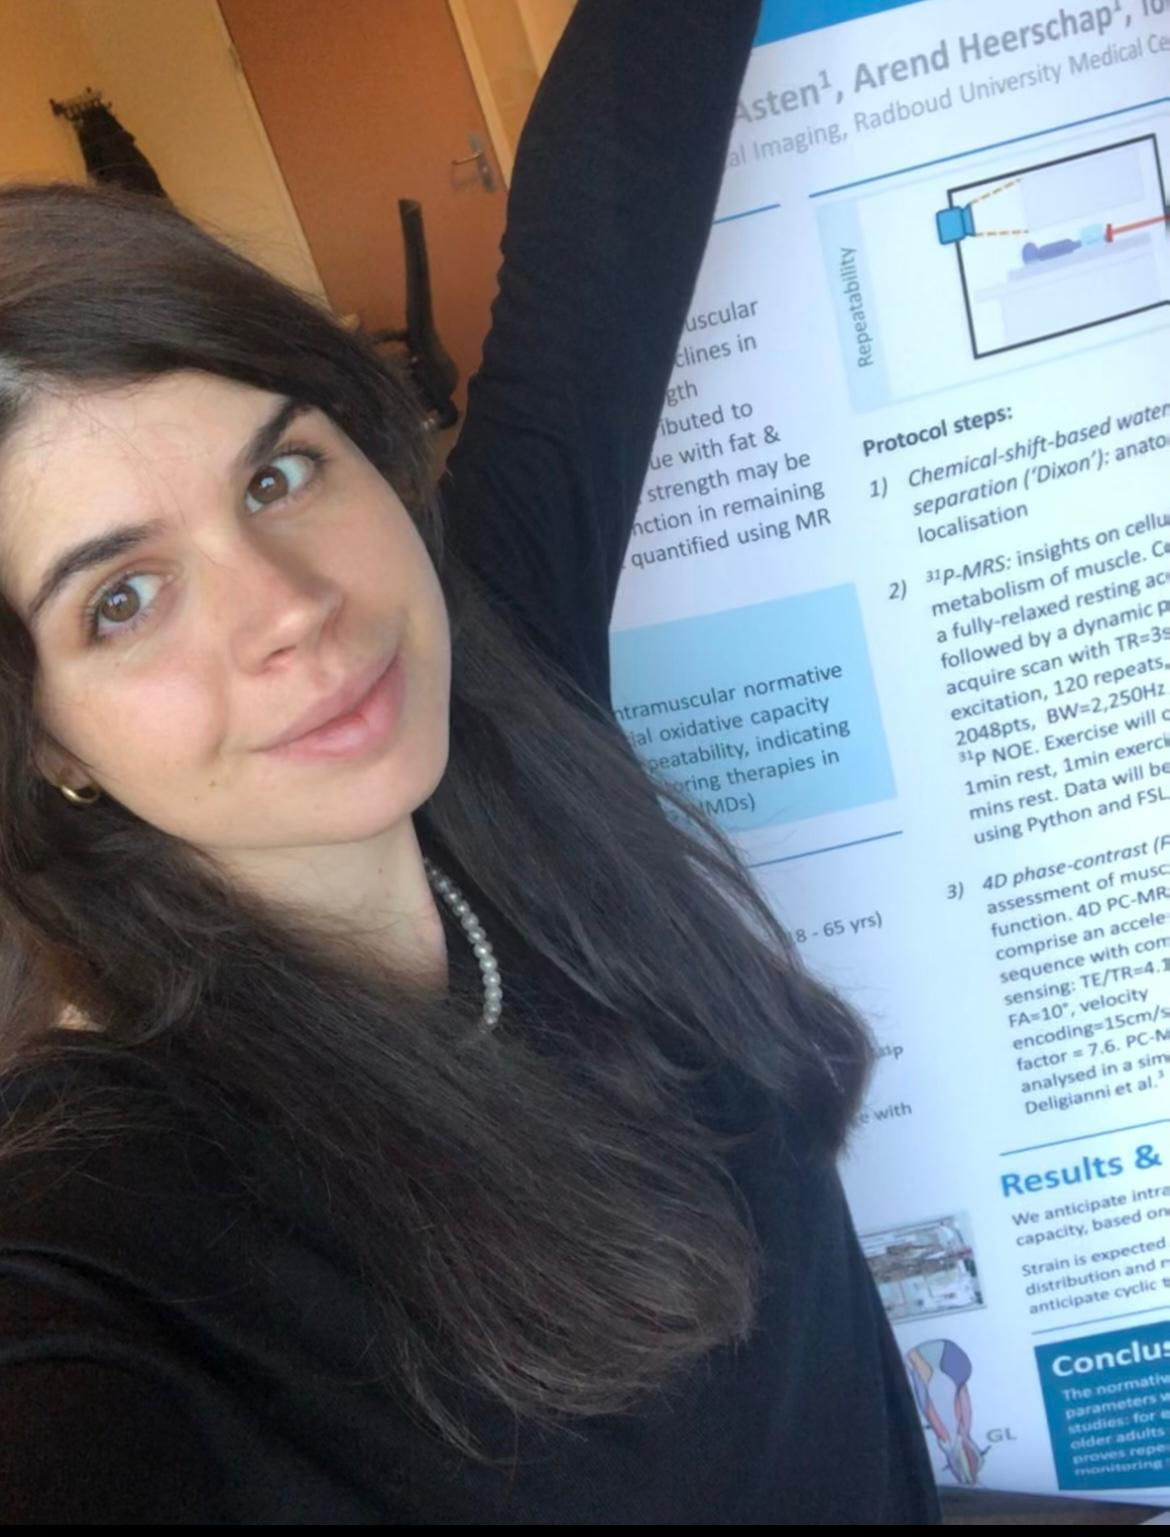 Asten¹, Arend Heerschap¹,
al Imaging, Radboud University Medical
uscular
clines in
gth
ibuted to
ue with fat &
strength may be
nction in remaining
quantified using MR
ntramuscular normative
ial oxidative capacity
peatability, indicating
oring therapies in
NMDs)
8 - 65 yrs)
³¹P
e with
GL
Repeatability
Protocol steps:
1) Chemical-shift-based water
separation ('Dixon'): anato
localisation
2) ³¹P-MRS: insights on cellu
metabolism of muscle.
a fully-relaxed resting ac
followed by a dynamic p
acquire scan with TR=3s
excitation, 120 repeats,
2048pts, BW=2,250Hz
³¹P NOE. Exercise will
1min rest, 1min exerci
mins rest. Data will be
using Python and FSL.
3) 4D phase-contrast (F
assessment of musc
function. 4D PC-MR
comprise an accele
sequence with com
sensing: TE/TR=4.1
FA=10°, velocity
encoding=15cm/s
factor = 7.6. PC-M
analysed in a sim
Deligianni et al.³
Results &
We anticipate intra
capacity, based on
Strain is expected
distribution and
anticipate cyclic
Conclus
The normativ
parameters w
studies: for e
older adults
proves repe
monitoring